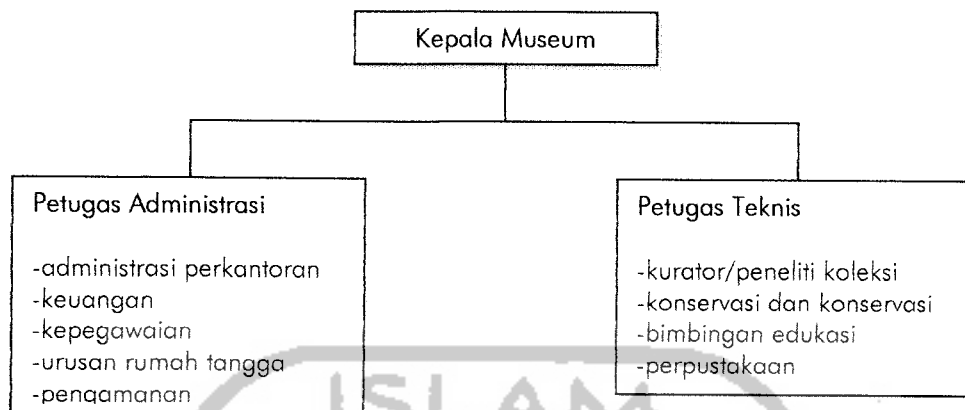 Kepala Museum
Petugas Administrasi
-administrasi perkantoran
-keuangan
-kepegawaian
-urusan rumah tangga
-pengamanan
Petugas Teknis
-kurator/peneliti koleksi
-konservasi dan konservasi
-bimbingan edukasi
-perpustakaan
ISLAM